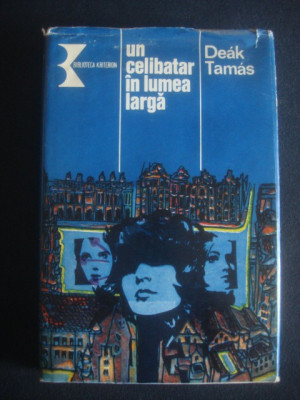 BIBLIOTECA KRITERION
un
celibatar
în lumea
largă
Deák
Tamás